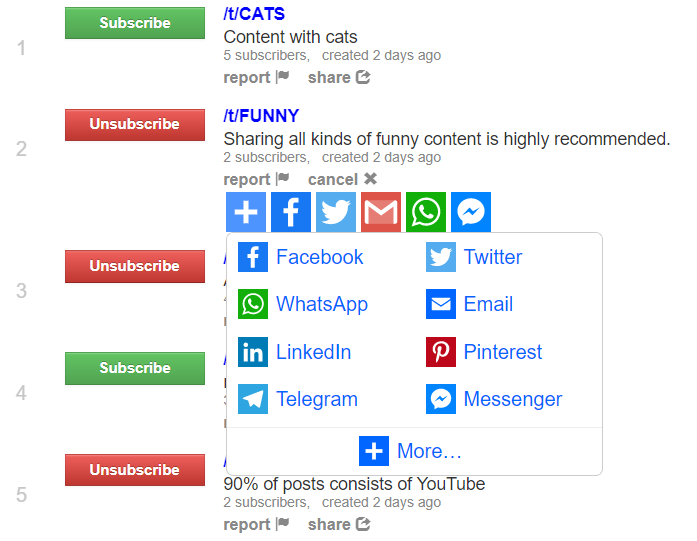 1
Subscribe
/t/CATS
Content with cats
5 subscribers, created 2 days ago
report share
2
Unsubscribe
/t/FUNNY
Sharing all kinds of funny content is highly recommended.
2 subscribers, created 2 days ago
report cancel
Facebook Twitter
WhatsApp Email
LinkedIn Pinterest
Telegram Messenger
More…
3
Unsubscribe
4
Subscribe
5
Unsubscribe
90% of posts consists of YouTube
2 subscribers, created 2 days ago
report share